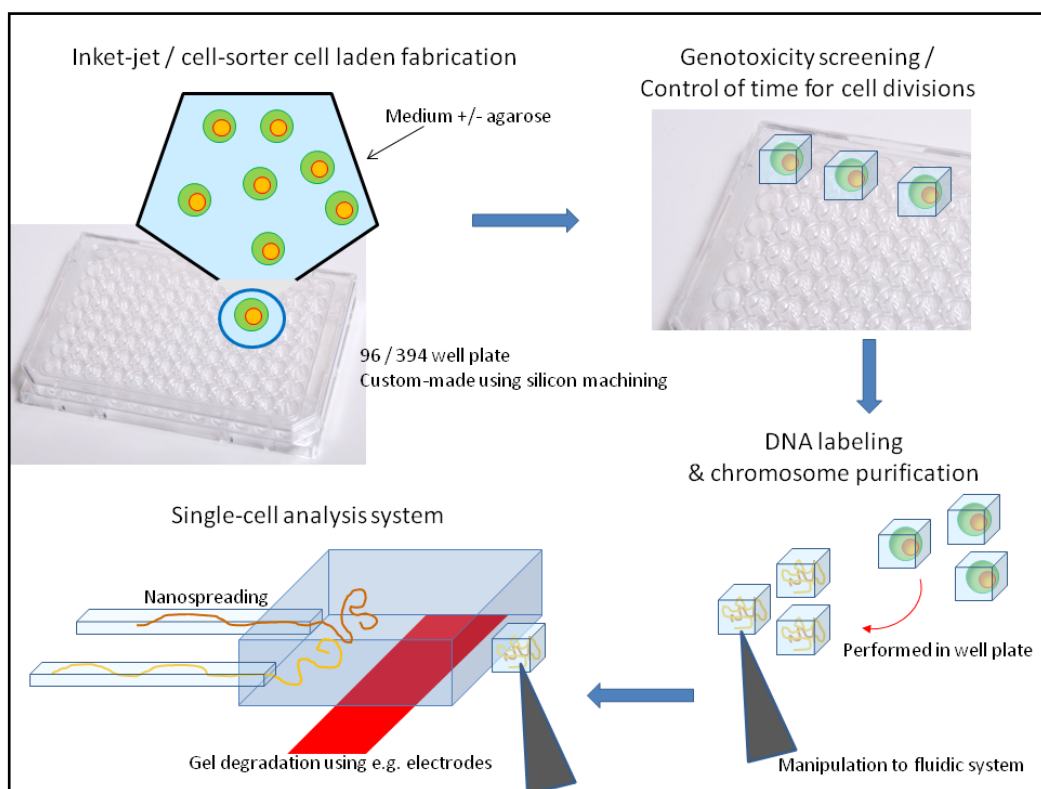 Inket-jet / cell-sorter cell laden fabrication
Medium +/- agarose
96 / 394 well plate
Custom-made using silicon machining
Genotoxicity screening /
Control of time for cell divisions
DNA labeling
& chromosome purification
Performed in well plate
Manipulation to fluidic system
Single-cell analysis system
Nanospreading
Gel degradation using e.g. electrodes